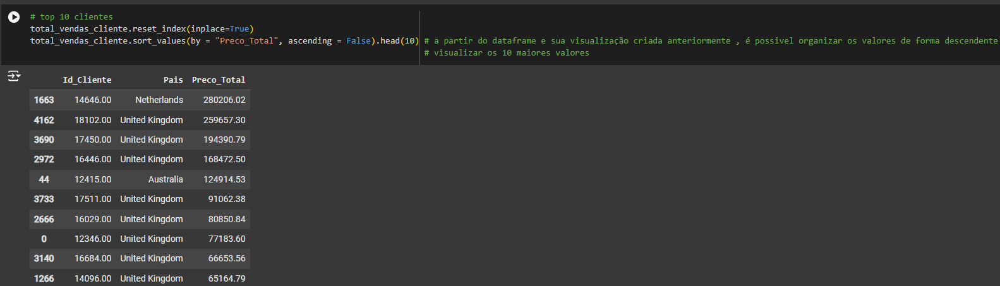 # top 10 clientes
total_vendas_cliente.reset_index(inplace=True)
total_vendas_cliente.sort_values(by = "Preco_Total", ascending = False).head(10) # a partir do dataframe e sua visualização criada anteriormente , é possivel organizar os valores de forma descendente
# visualizar os 10 maiores valores
Id_Cliente Pais Preco_Total
1663 14646.00 Netherlands 280206.02
4162 18102.00 United Kingdom 259657.30
3690 17450.00 United Kingdom 194390.79
2972 16446.00 United Kingdom 168472.50
44 12415.00 Australia 124914.53
3733 17511.00 United Kingdom 91062.38
2666 16029.00 United Kingdom 80850.84
0 12346.00 United Kingdom 77183.60
3140 16684.00 United Kingdom 66653.56
1266 14096.00 United Kingdom 65164.79